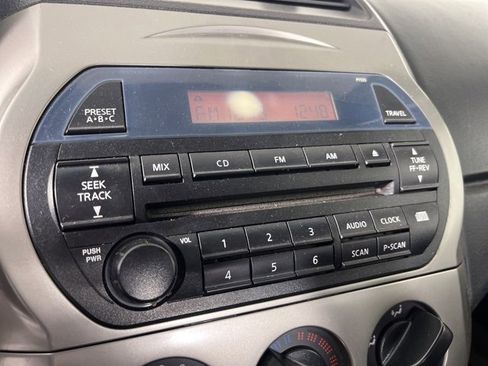 PRESET
A•B•C
FM
12:48
TRAVEL
SEEK
TRACK
MIX
CD
FM
AM
TUNE
FF•REV
PUSH
PWR
VOL
1
2
3
AUDIO
CLOCK
4
5
6
SCAN
P•SCAN